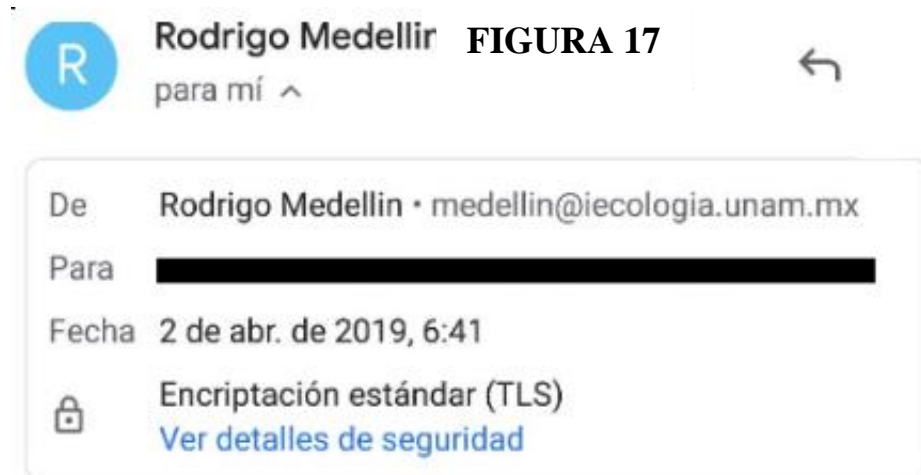 R
Rodrigo Medellin FIGURA 17
para mí
De Rodrigo Medellin • medellin@iecologia.unam.mx
Para
Fecha 2 de abr. de 2019, 6:41
Encriptación estándar (TLS)
Ver detalles de seguridad